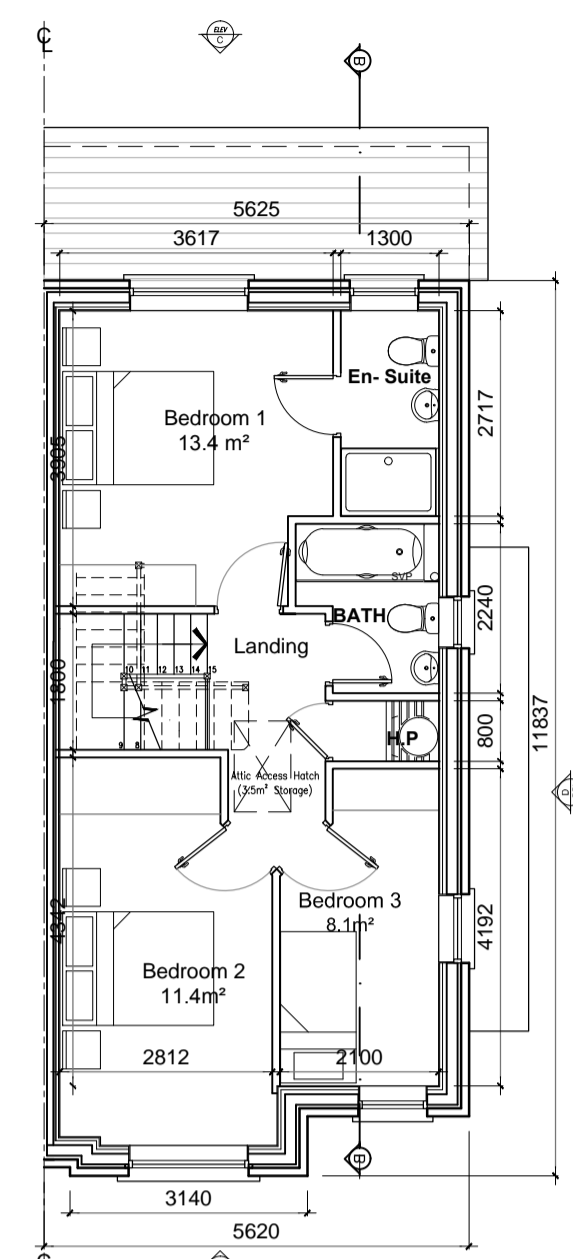 CL
ELEV
C
B
5625
3617
1300
En- Suite
Bedroom 1
13.4 m²
3905
2717
SVP
BATH
2240
Landing
10 11 12 13 14 15
9 8
1800
H.P
800
11837
D
Attic Access Hatch
(3.5m² Storage)
Bedroom 3
8.1m²
4342
4192
Bedroom 2
11.4m²
2812
2100
B
3140
5620